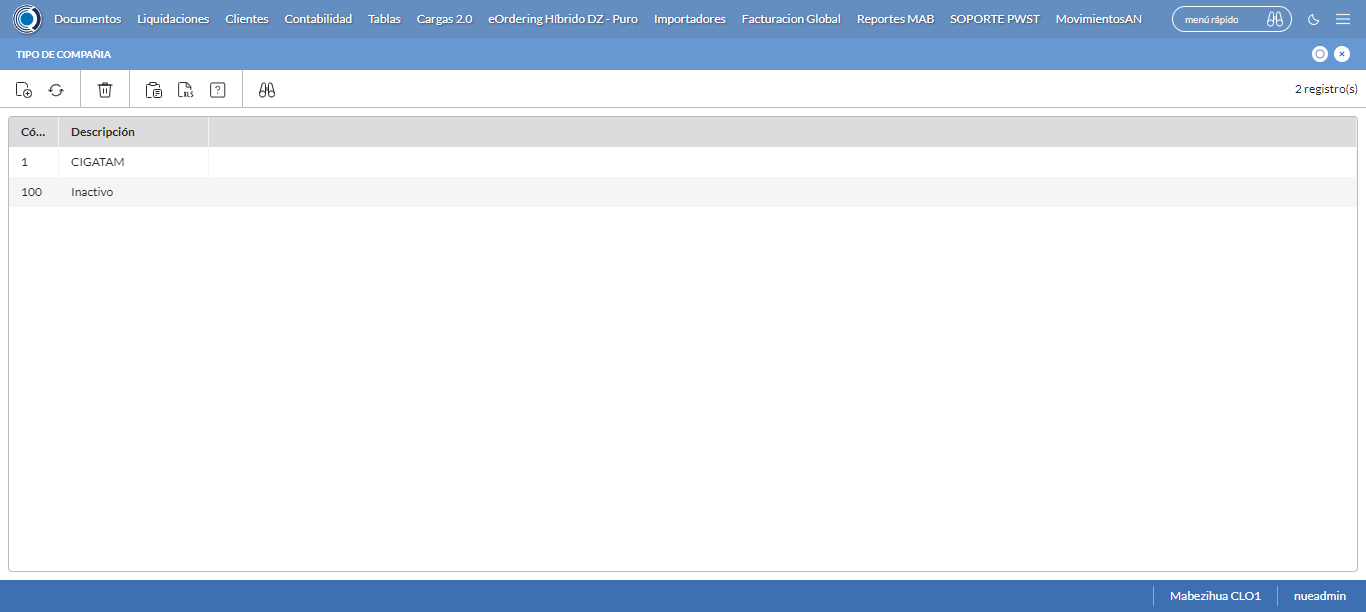 Documentos Liquidaciones Clientes Contabilidad Tablas Cargas 2.0 eOrdering Híbrido DZ - Puro Importadores Facturacion Global Reportes MAB SOPORTE PWST MovimientosAN menú rápido
TIPO DE COMPAÑIA
XLS ? 2 registro(s)
Có... Descripción
1 CIGATAM
100 Inactivo
Mabezihua CLO1 nueadmin